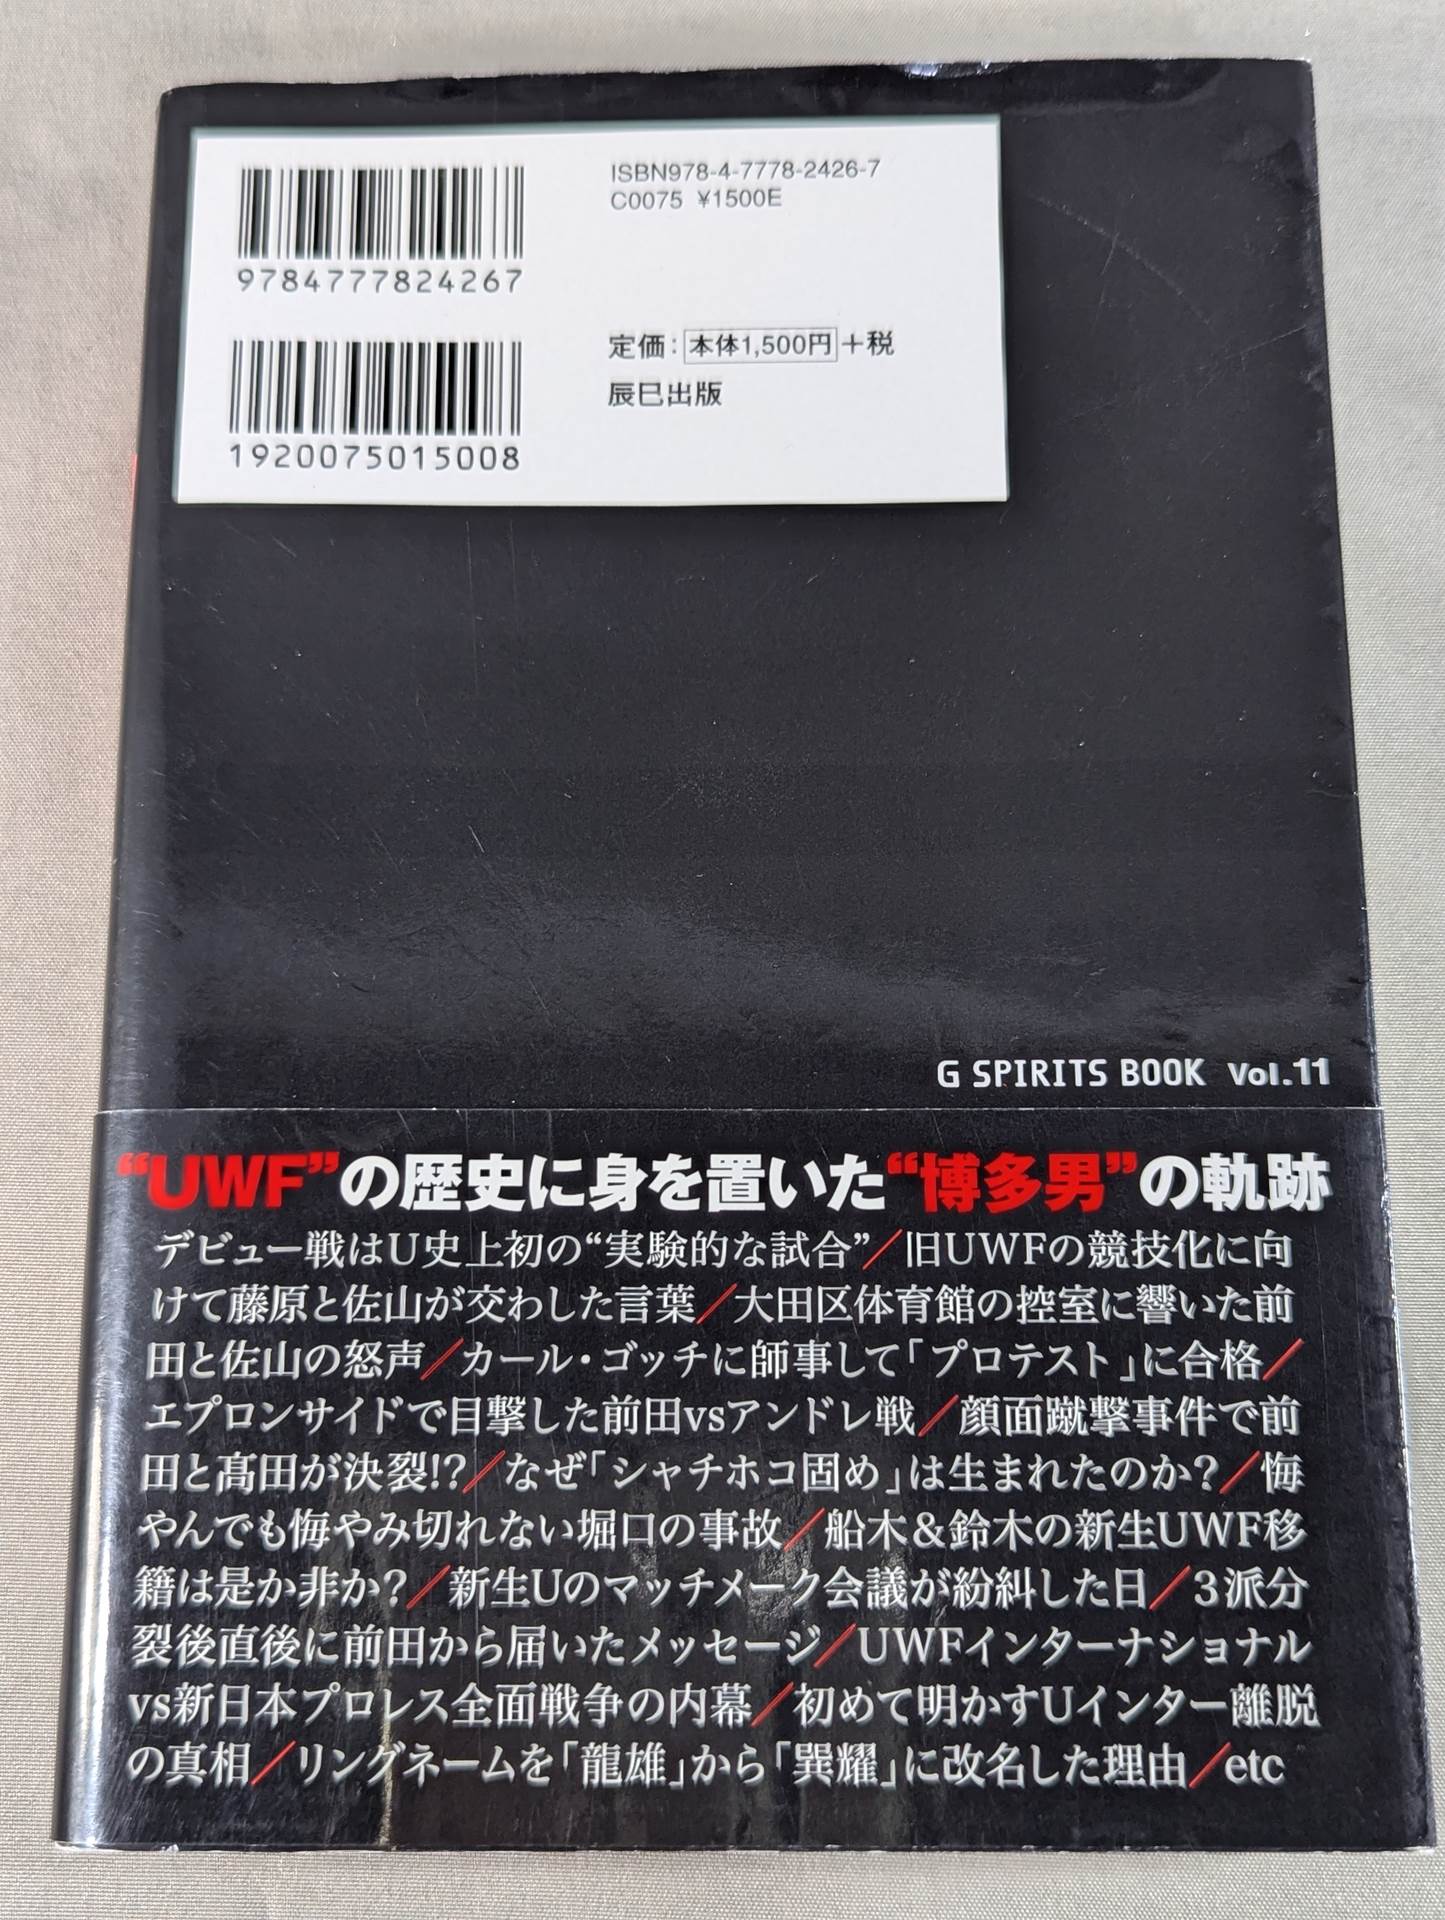 ISBN978-4-7778-2426-7
C0075 ¥1500E
9784777824267
定価：本体1,500円＋税
辰巳出版
1920075015008
G SPIRITS BOOK Vol.11
“UWF”の歴史に身を置いた“博多男”の軌跡
デビュー戦はU史上初の“実験的な試合”／旧UWFの競技化に向
けて藤原と佐山が交わした言葉／大田区体育館の控室に響いた前
田と佐山の怒声／カール・ゴッチに師事して「プロテスト」に合格／
エプロンサイドで目撃した前田vsアンドレ戦／顔面蹴撃事件で前
田と髙田が決裂!?／なぜ「シャチホコ固め」は生まれたのか？／悔
やんでも悔やみ切れない堀口の事故／船木＆鈴木の新生UWF移
籍は是か非か？／新生Uのマッチメーク会議が紛糾した日／3派分
裂後直後に前田から届いたメッセージ／UWFインターナショナル
vs新日本プロレス全面戦争の内幕／初めて明かすUインター離脱
の真相／リングネームを「龍雄」から「巽耀」に改名した理由／etc